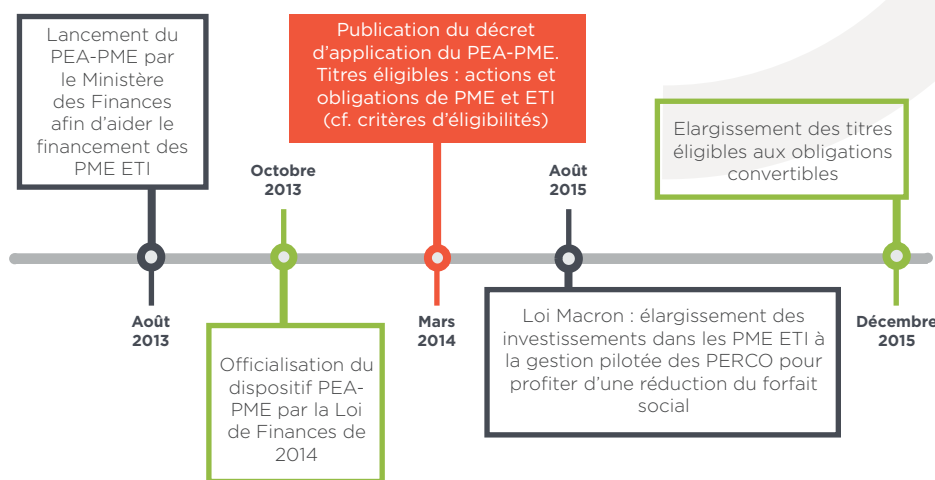 Lancement du
PEA-PME par
le Ministère
des Finances
afin d'aider le
financement des
PME ETI
Août
2013
Octobre
2013
Officialisation du
dispositif PEA-
PME par la Loi
de Finances de
2014
Publication du décret
d'application du PEA-PME.
Titres éligibles : actions et
obligations de PME et ETI
(cf. critères d'éligibilités)
Mars
2014
Août
2015
Loi Macron : élargissement des
investissements dans les PME ETI à
la gestion pilotée des PERCO pour
profiter d'une réduction du forfait
social
Elargissement des titres
éligibles aux obligations
convertibles
Décembre
2015